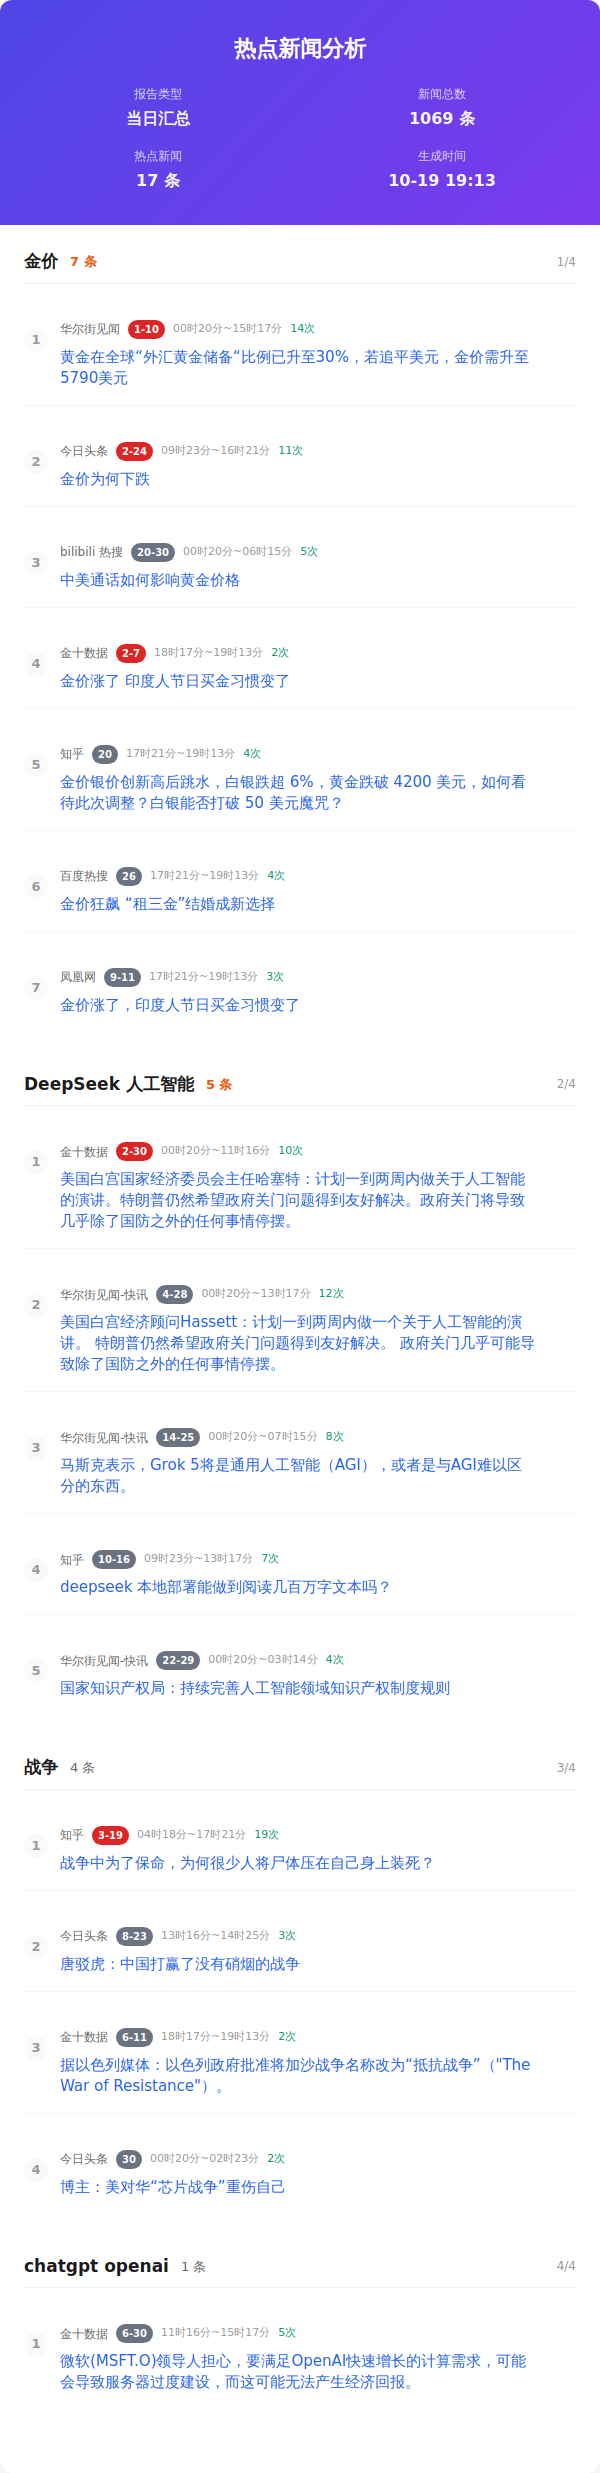 热点新闻分析
报告类型
新闻总数
当日汇总
1069 条
热点新闻
生成时间
17 条
10-19 19:13
金价 7 条 1/4
1
华尔街见闻 1-10 00时20分~15时17分 14次
黄金在全球“外汇黄金储备“比例已升至30%，若追平美元，金价需升至
5790美元
2
今日头条 2-24 09时23分~16时21分 11次
金价为何下跌
3
bilibili 热搜 20-30 00时20分~06时15分 5次
中美通话如何影响黄金价格
4
金十数据 2-7 18时17分~19时13分 2次
金价涨了 印度人节日买金习惯变了
5
知乎 20 17时21分~19时13分 4次
金价银价创新高后跳水，白银跌超 6%，黄金跌破 4200 美元，如何看
待此次调整？白银能否打破 50 美元魔咒？
6
百度热搜 26 17时21分~19时13分 4次
金价狂飙 “租三金”结婚成新选择
7
凤凰网 9-11 17时21分~19时13分 3次
金价涨了，印度人节日买金习惯变了
DeepSeek 人工智能 5 条 2/4
1
金十数据 2-30 00时20分~11时16分 10次
美国白宫国家经济委员会主任哈塞特：计划一到两周内做关于人工智能
的演讲。特朗普仍然希望政府关门问题得到友好解决。政府关门将导致
几乎除了国防之外的任何事情停摆。
2
华尔街见闻-快讯 4-28 00时20分~13时17分 12次
美国白宫经济顾问Hassett：计划一到两周内做一个关于人工智能的演
讲。 特朗普仍然希望政府关门问题得到友好解决。 政府关门几乎可能导
致除了国防之外的任何事情停摆。
3
华尔街见闻-快讯 14-25 00时20分~07时15分 8次
马斯克表示，Grok 5将是通用人工智能（AGI），或者是与AGI难以区
分的东西。
4
知乎 10-16 09时23分~13时17分 7次
deepseek 本地部署能做到阅读几百万字文本吗？
5
华尔街见闻-快讯 22-29 00时20分~03时14分 4次
国家知识产权局：持续完善人工智能领域知识产权制度规则
战争 4 条 3/4
1
知乎 3-19 04时18分~17时21分 19次
战争中为了保命，为何很少人将尸体压在自己身上装死？
2
今日头条 8-23 13时16分~14时25分 3次
唐驳虎：中国打赢了没有硝烟的战争
3
金十数据 6-11 18时17分~19时13分 2次
据以色列媒体：以色列政府批准将加沙战争名称改为“抵抗战争”（"The
War of Resistance"）。
4
今日头条 30 00时20分~02时23分 2次
博主：美对华“芯片战争”重伤自己
chatgpt openai 1 条 4/4
1
金十数据 6-30 11时16分~15时17分 5次
微软(MSFT.O)领导人担心，要满足OpenAI快速增长的计算需求，可能
会导致服务器过度建设，而这可能无法产生经济回报。